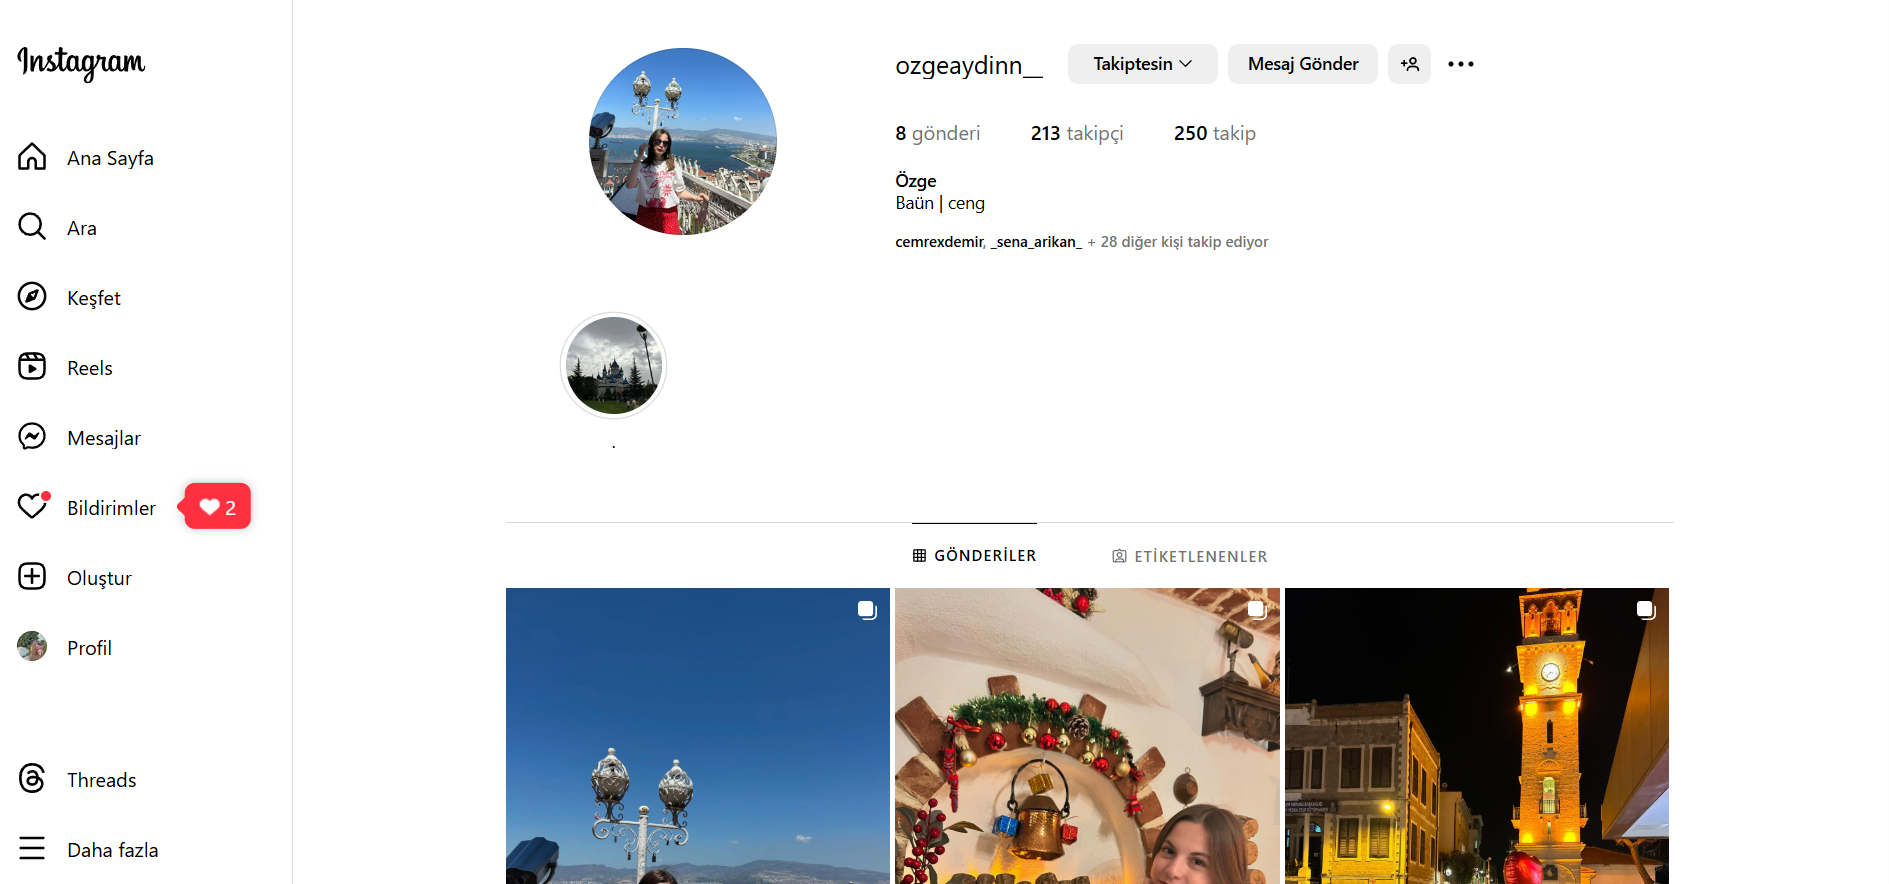 Instagram
Ana Sayfa
Ara
Keşfet
Reels
Mesajlar
Bildirimler
2
Oluştur
Profil
Threads
Daha fazla
ozgeaydinn__
Takiptesin
Mesaj Gönder
8 gönderi
213 takipçi
250 takip
Özge
Baün | ceng
cemrexdemir, _sena_arikan_ + 28 diğer kişi takip ediyor
.
GÖNDERİLER
ETİKETLENENLER